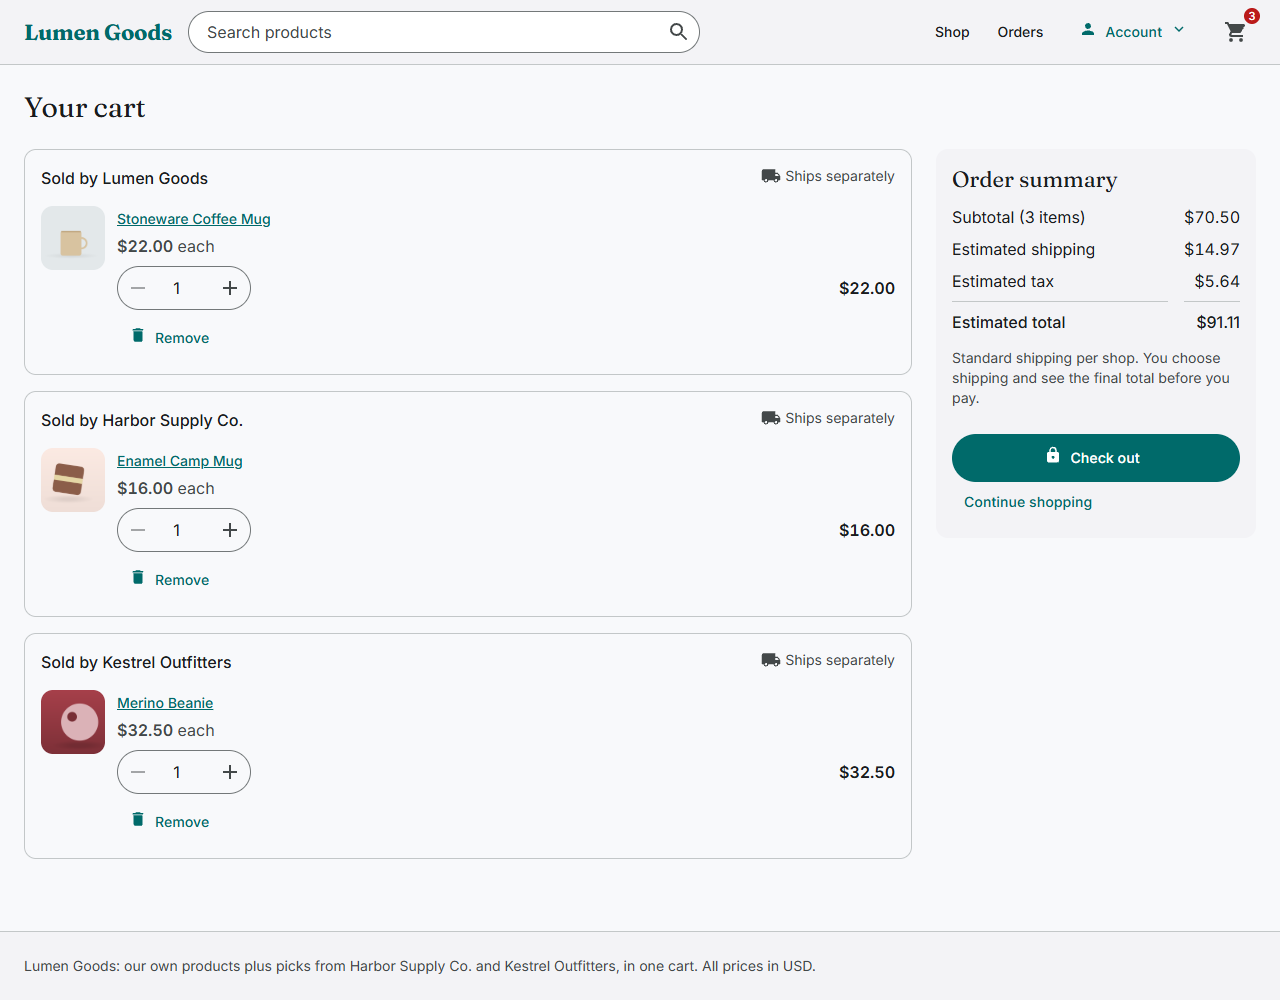 Lumen Goods
Search products
Shop
Orders
Account
3
Your cart
Sold by Lumen Goods
Ships separately
Stoneware Coffee Mug
$22.00 each
1
$22.00
Remove
Sold by Harbor Supply Co.
Ships separately
Enamel Camp Mug
$16.00 each
1
$16.00
Remove
Sold by Kestrel Outfitters
Ships separately
Merino Beanie
$32.50 each
1
$32.50
Remove
Order summary
Subtotal (3 items) $70.50
Estimated shipping $14.97
Estimated tax $5.64
Estimated total $91.11
Standard shipping per shop. You choose
shipping and see the final total before you
pay.
Check out
Continue shopping
Lumen Goods: our own products plus picks from Harbor Supply Co. and Kestrel Outfitters, in one cart. All prices in USD.